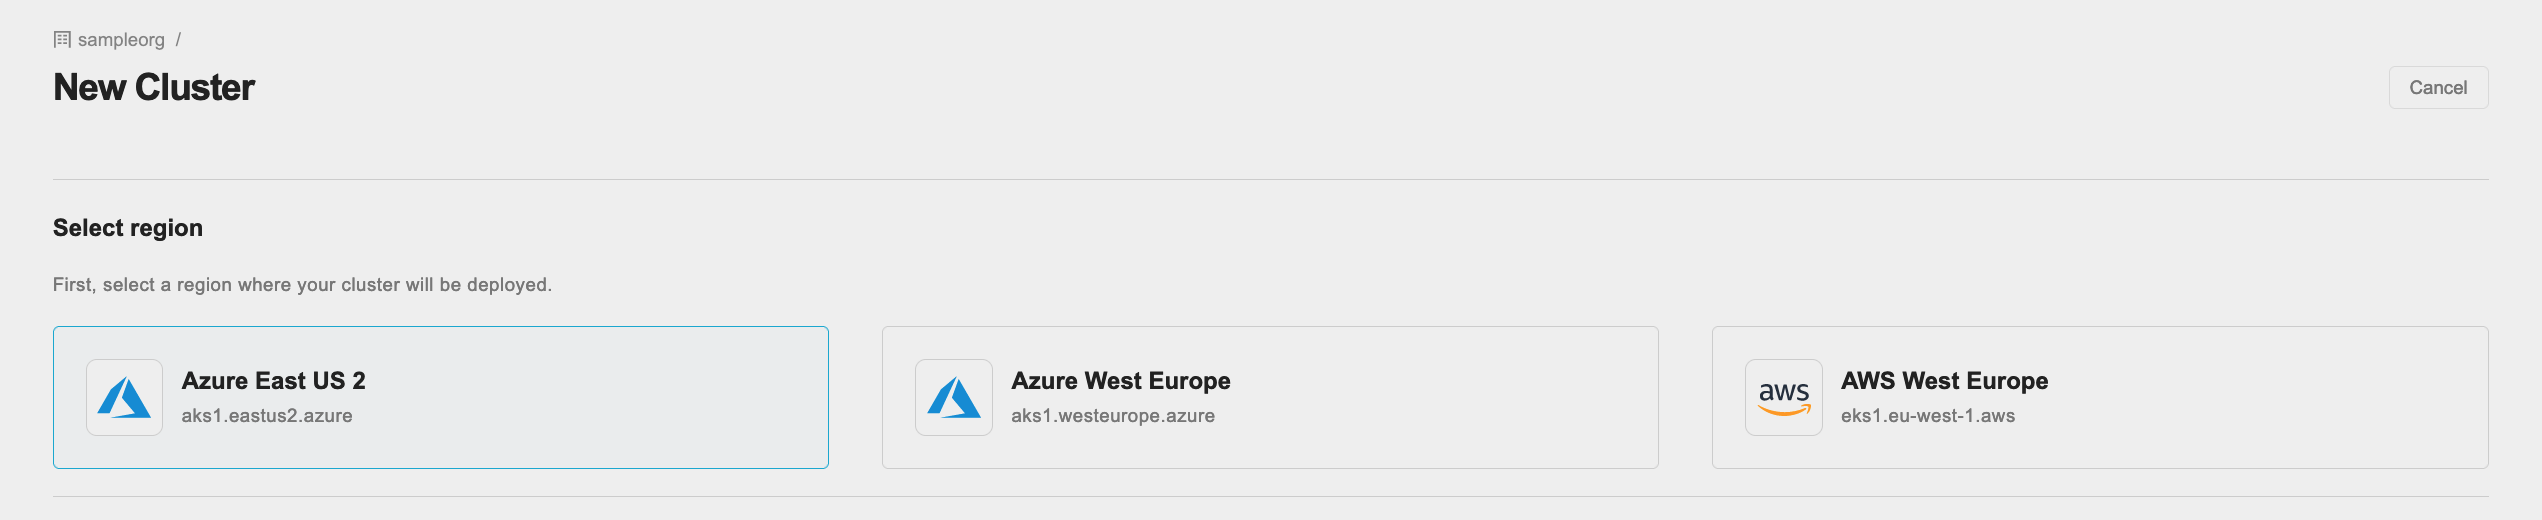 sampleorg /
New Cluster
Cancel
Select region
First, select a region where your cluster will be deployed.
Azure East US 2
aks1.eastus2.azure
Azure West Europe
aks1.westeurope.azure
aws
AWS West Europe
eks1.eu-west-1.aws